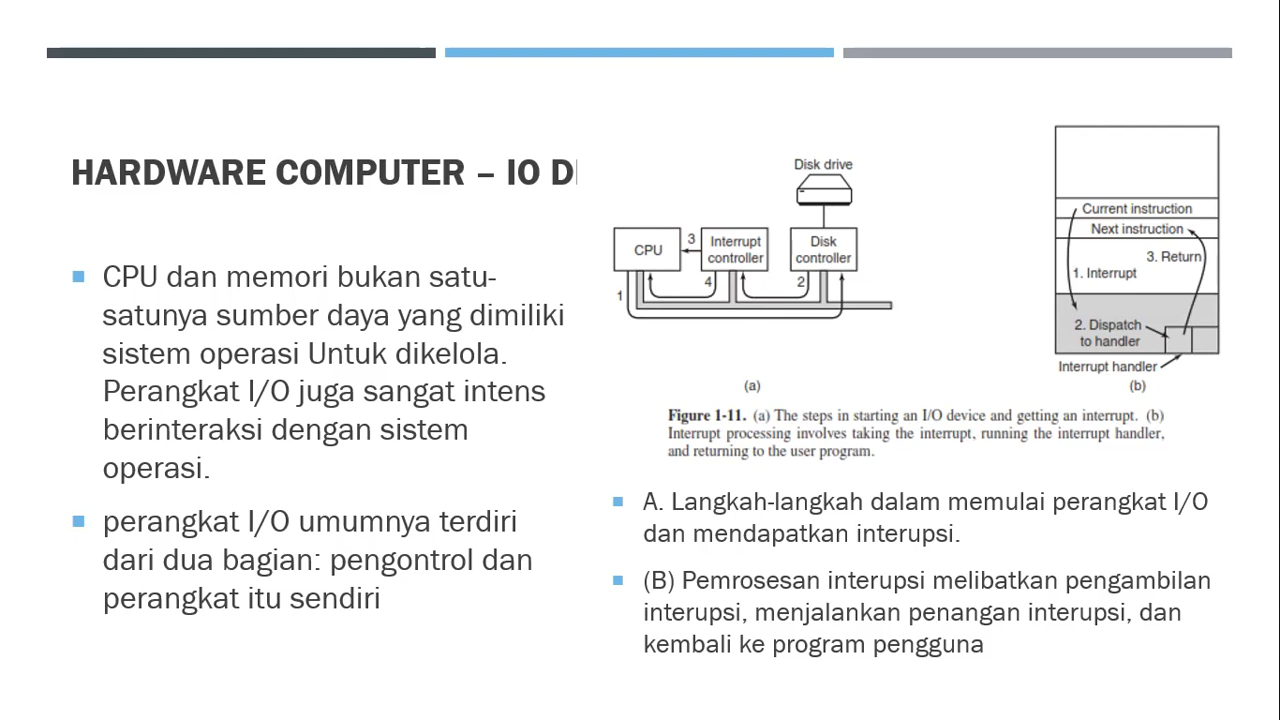 HARDWARE COMPUTER – IO D
CPU dan memori bukan satu-
satunya sumber daya yang dimiliki
sistem operasi Untuk dikelola.
Perangkat I/O juga sangat intens
berinteraksi dengan sistem
operasi.
perangkat I/O umumnya terdiri
dari dua bagian: pengontrol dan
perangkat itu sendiri
Disk drive
CPU
3
Interrupt
controller
Disk
controller
1
4
2
(a)
Current instruction
Next instruction
3. Return
1. Interrupt
2. Dispatch
to handler
Interrupt handler
(b)
Figure 1-11. (a) The steps in starting an I/O device and getting an interrupt. (b)
Interrupt processing involves taking the interrupt, running the interrupt handler,
and returning to the user program.
A. Langkah-langkah dalam memulai perangkat I/O
dan mendapatkan interupsi.
(B) Pemrosesan interupsi melibatkan pengambilan
interupsi, menjalankan penangan interupsi, dan
kembali ke program pengguna